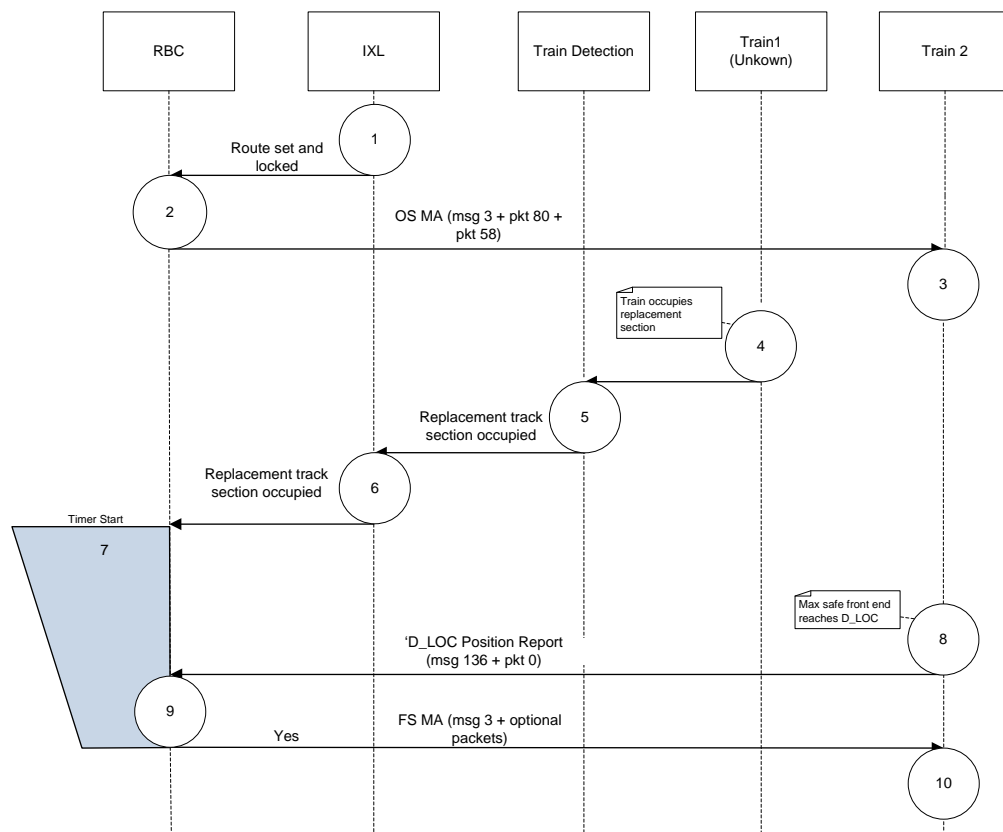 RBC
IXL
Train Detection
Train1
(Unkown)
Train 2
1
Route set and
locked
2
OS MA (msg 3 + pkt 80 +
pkt 58)
3
Train occupies
replacement
section
4
5
Replacement track
section occupied
6
Replacement track
section occupied
Timer Start
7
Max safe front end
reaches D_LOC
8
‘D_LOC Position Report
(msg 136 + pkt 0)
9
Yes
FS MA (msg 3 + optional
packets)
10